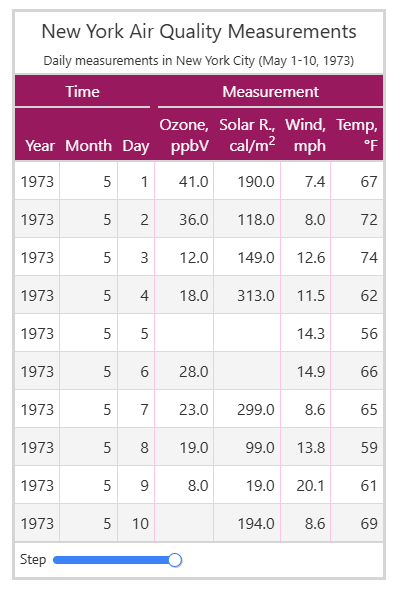 New York Air Quality Measurements
Daily measurements in New York City (May 1-10, 1973)
Time Measurement
Ozone, Solar R., Wind, Temp,
Year Month Day ppbV cal/m² mph °F
1973 5 1 41.0 190.0 7.4 67
1973 5 2 36.0 118.0 8.0 72
1973 5 3 12.0 149.0 12.6 74
1973 5 4 18.0 313.0 11.5 62
1973 5 5 14.3 56
1973 5 6 28.0 14.9 66
1973 5 7 23.0 299.0 8.6 65
1973 5 8 19.0 99.0 13.8 59
1973 5 9 8.0 19.0 20.1 61
1973 5 10 194.0 8.6 69
Step